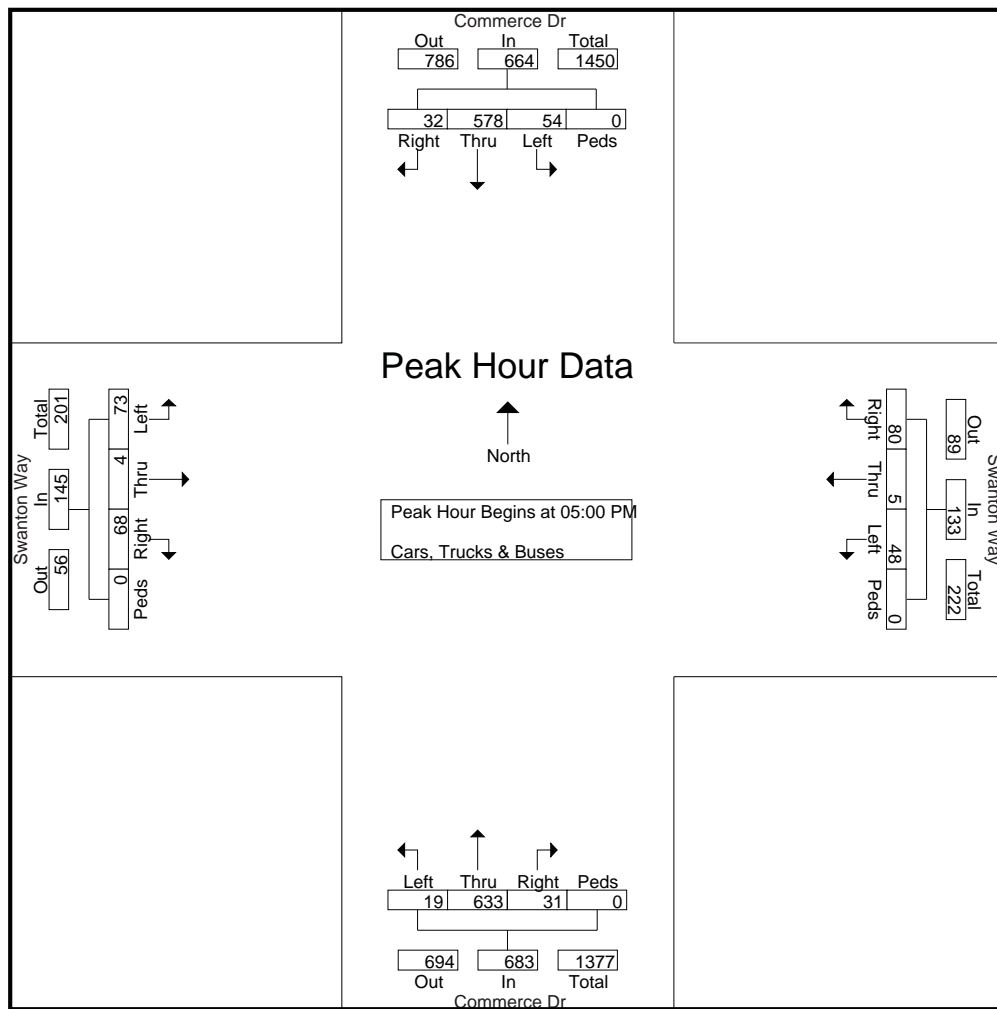 Commerce Dr
Out In Total
786 664 1450
32 578 54 0
Right Thru Left Peds
Peak Hour Data
North
Peak Hour Begins at 05:00 PM
Cars, Trucks & Buses
Swanton Way
Total In Out
201 145 56
73 4 68 0
Left Thru Right Peds
Swanton Way
Out In Total
89 133 222
80 5 48 0
Right Thru Left Peds
Left Thru Right Peds
19 633 31 0
694 683 1377
Out In Total
Commerce Dr